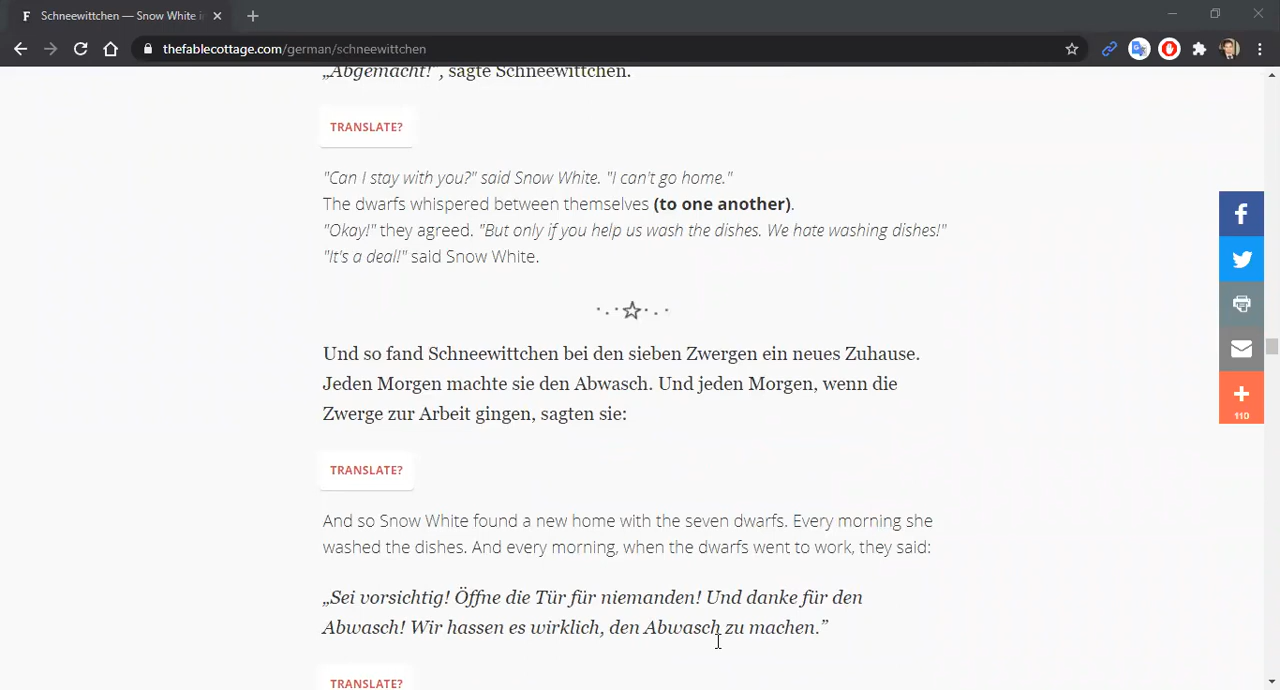 Schneewittchen — Snow White i
thefablecottage.com/german/schneewittchen
„Abgemacht!", sagte Schneewittchen.
TRANSLATE?
"Can I stay with you?" said Snow White. "I can't go home."
The dwarfs whispered between themselves (to one another).
"Okay!" they agreed. "But only if you help us wash the dishes. We hate washing dishes!"
"It's a deal!" said Snow White.
Und so fand Schneewittchen bei den sieben Zwergen ein neues Zuhause.
Jeden Morgen machte sie den Abwasch. Und jeden Morgen, wenn die
Zwerge zur Arbeit gingen, sagten sie:
TRANSLATE?
And so Snow White found a new home with the seven dwarfs. Every morning she
washed the dishes. And every morning, when the dwarfs went to work, they said:
„Sei vorsichtig! Öffne die Tür für niemanden! Und danke für den
Abwasch! Wir hassen es wirklich, den Abwasch zu machen.”
TRANSLATE?
110